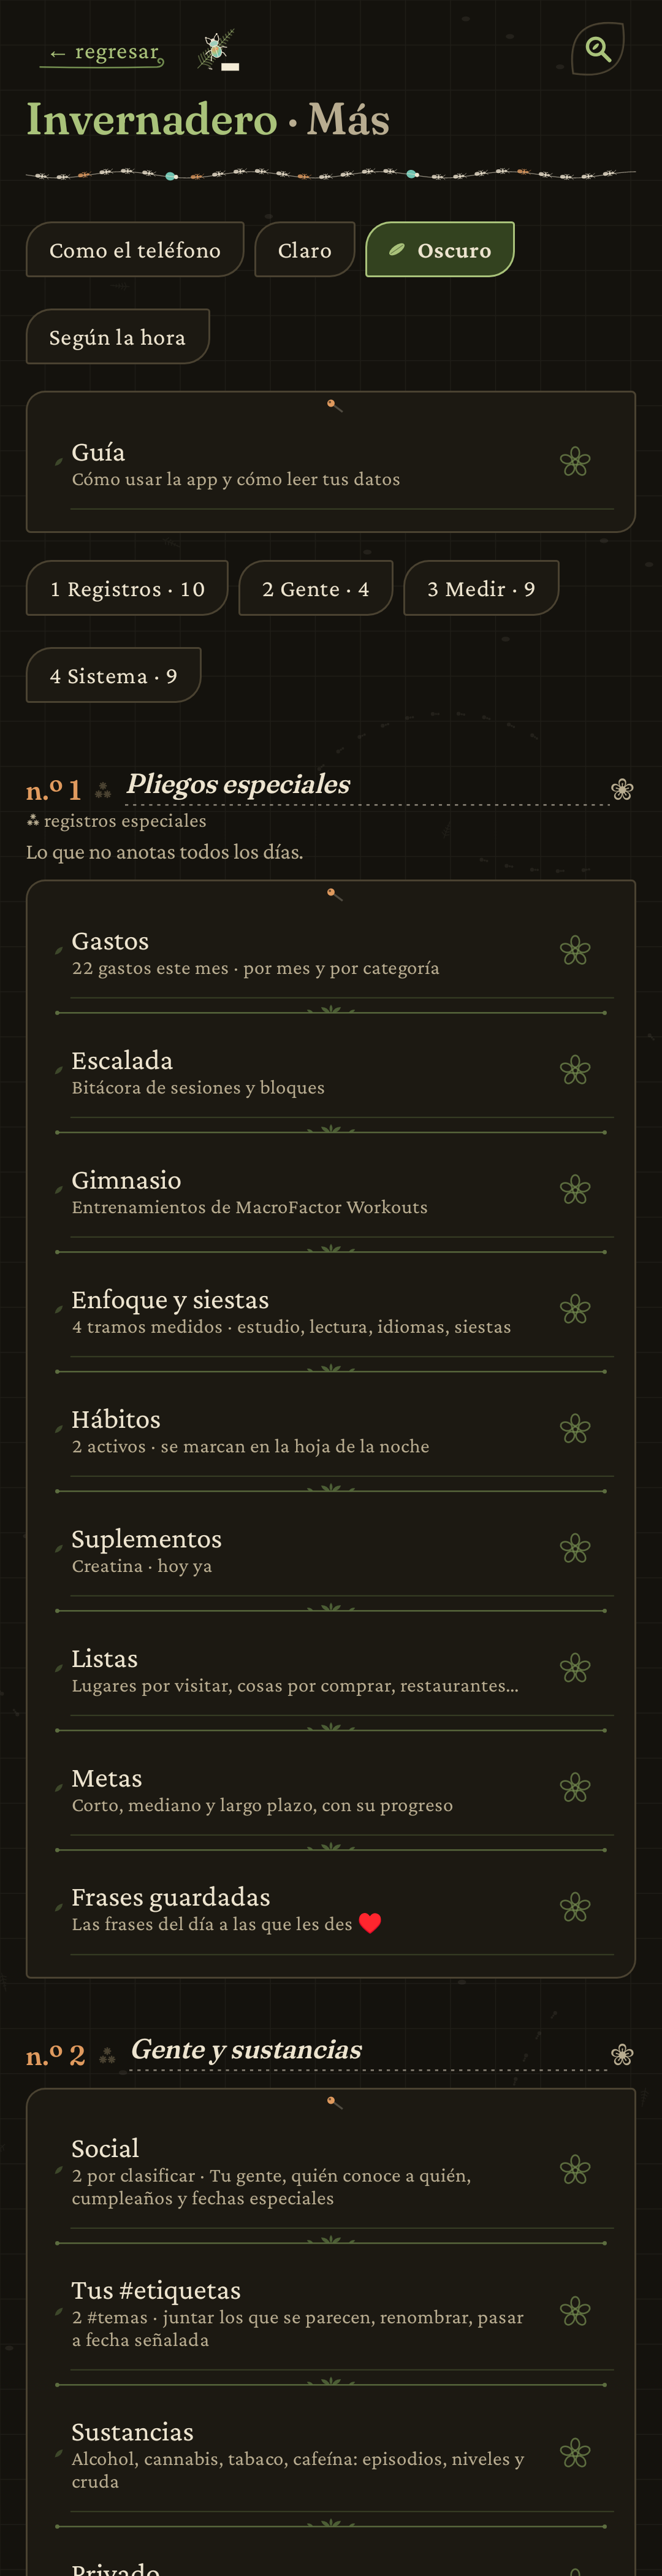 ← regresar
Invernadero · Más
Como el teléfono
Claro
Oscuro
Según la hora
Guía
Cómo usar la app y cómo leer tus datos
1 Registros · 10
2 Gente · 4
3 Medir · 9
4 Sistema · 9
n.º 1 Pliegos especiales
registros especiales
Lo que no anotas todos los días.
Gastos
22 gastos este mes · por mes y por categoría
Escalada
Bitácora de sesiones y bloques
Gimnasio
Entrenamientos de MacroFactor Workouts
Enfoque y siestas
4 tramos medidos · estudio, lectura, idiomas, siestas
Hábitos
2 activos · se marcan en la hoja de la noche
Suplementos
Creatina · hoy ya
Listas
Lugares por visitar, cosas por comprar, restaurantes...
Metas
Corto, mediano y largo plazo, con su progreso
Frases guardadas
Las frases del día a las que les des ❤️
n.º 2 Gente y sustancias
Social
2 por clasificar · Tu gente, quién conoce a quién,
cumpleaños y fechas especiales
Tus #etiquetas
2 #temas · juntar los que se parecen, renombrar, pasar
a fecha señalada
Sustancias
Alcohol, cannabis, tabaco, cafeína: episodios, niveles y
cruda
Privado